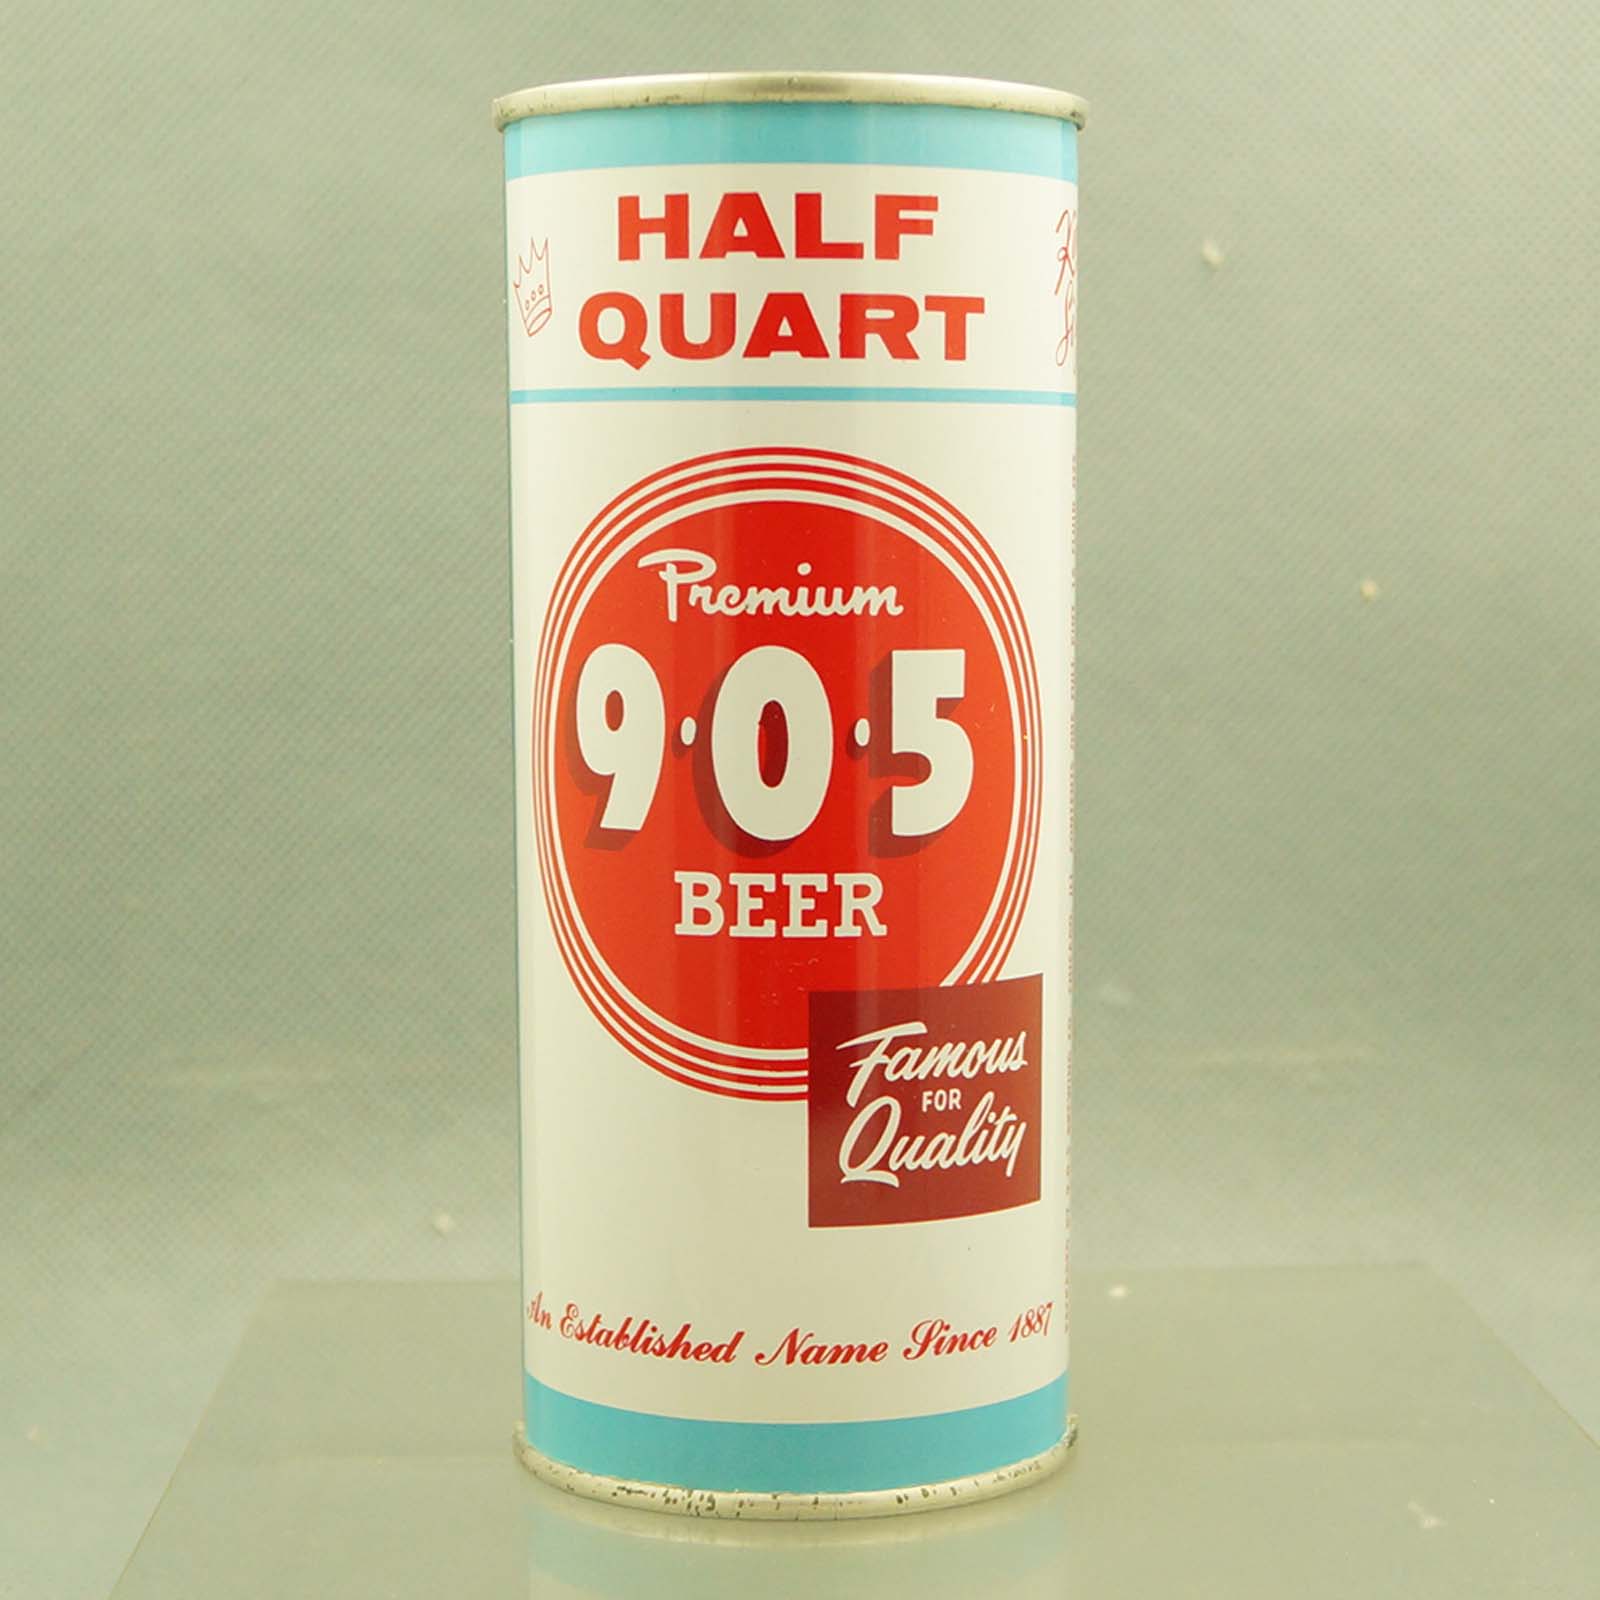 HALF
QUART
Premium
9·0·5
BEER
Famous
FOR
Quality
An Established Name Since 1887